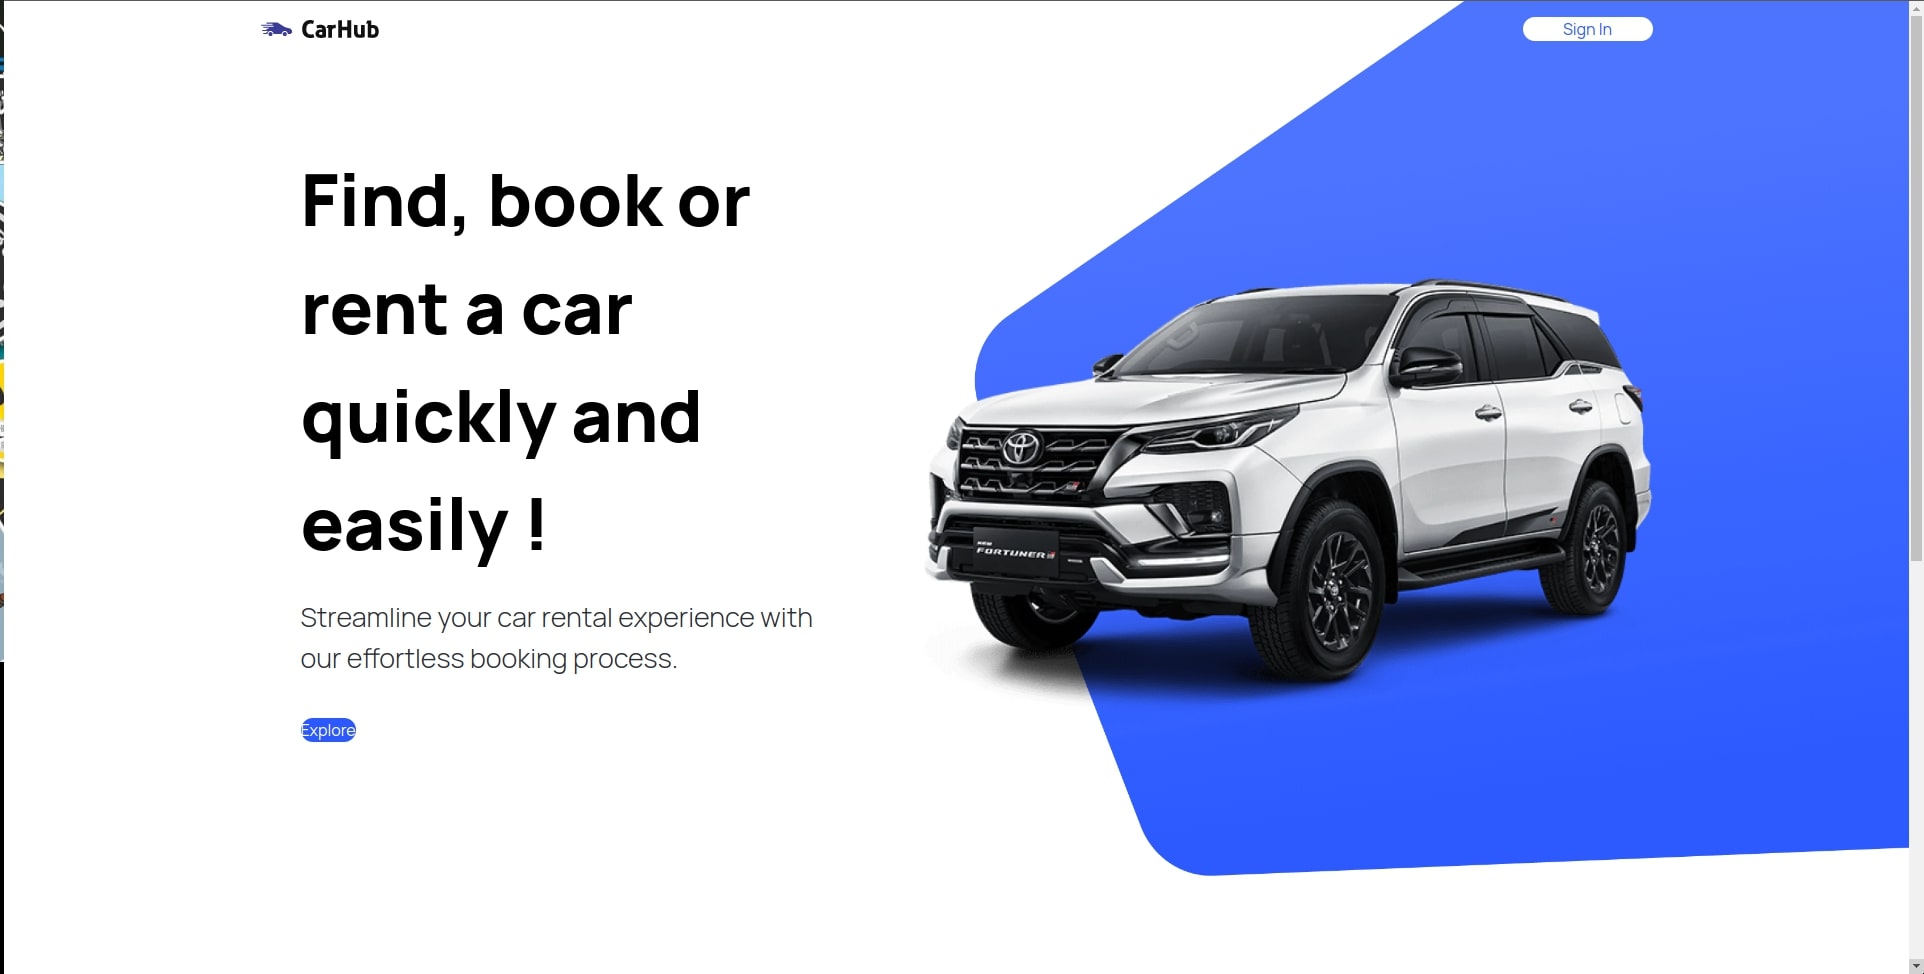 CarHub
Sign In
Find, book or
rent a car
quickly and
easily !
Streamline your car rental experience with
our effortless booking process.
Explore
NEW
FORTUNER